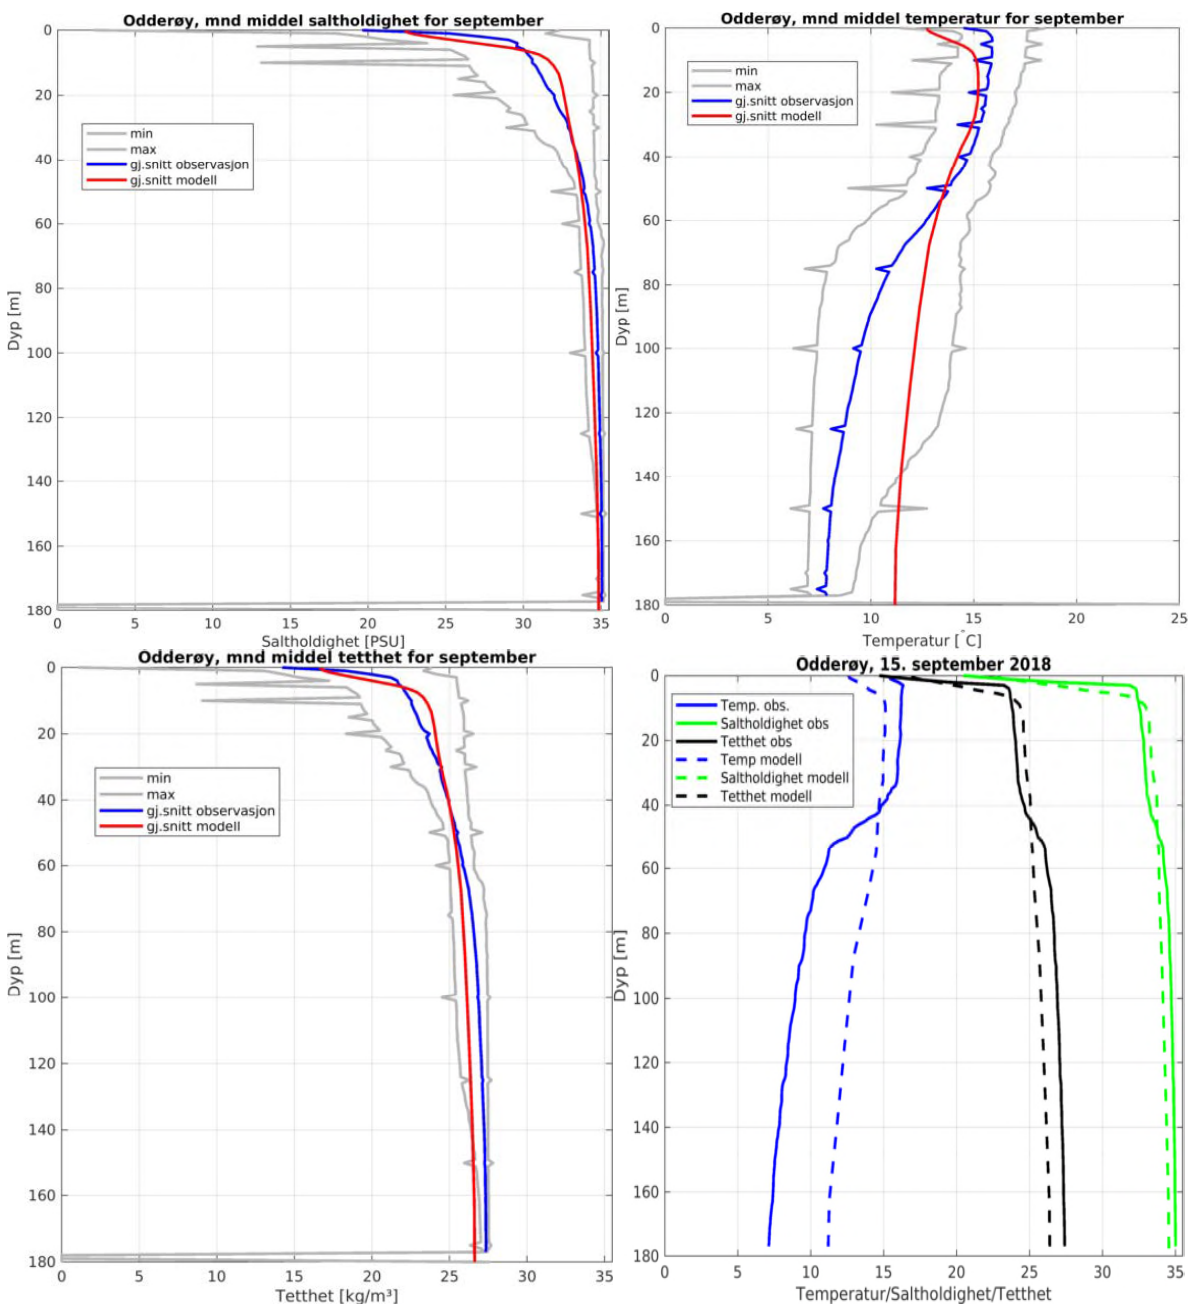 Odderøy, mnd middel saltholdighet for september
0
20
40
60
80
100
120
140
160
180
Dyp [m]
min
max
gj.snitt observasjon
gj.snitt modell
0 5 10 15 20 25 30 35
Saltholdighet [PSU]
Odderøy, mnd middel temperatur for september
0
20
40
60
80
100
120
140
160
180
Dyp [m]
min
max
gj.snitt observasjon
gj.snitt modell
0 5 10 15 20 25
Temperatur [°C]
Odderøy, mnd middel tetthet for september
0
20
40
60
80
100
120
140
160
180
Dyp [m]
min
max
gj.snitt observasjon
gj.snitt modell
0 5 10 15 20 25 30 35
Tetthet [kg/m³]
Odderøy, 15. september 2018
0
20
40
60
80
100
120
140
160
180
Dyp [m]
Temp. obs.
Saltholdighet obs
Tetthet obs
Temp modell
Saltholdighet modell
Tetthet modell
0 5 10 15 20 25 30 35
Temperatur/Saltholdighet/Tetthet